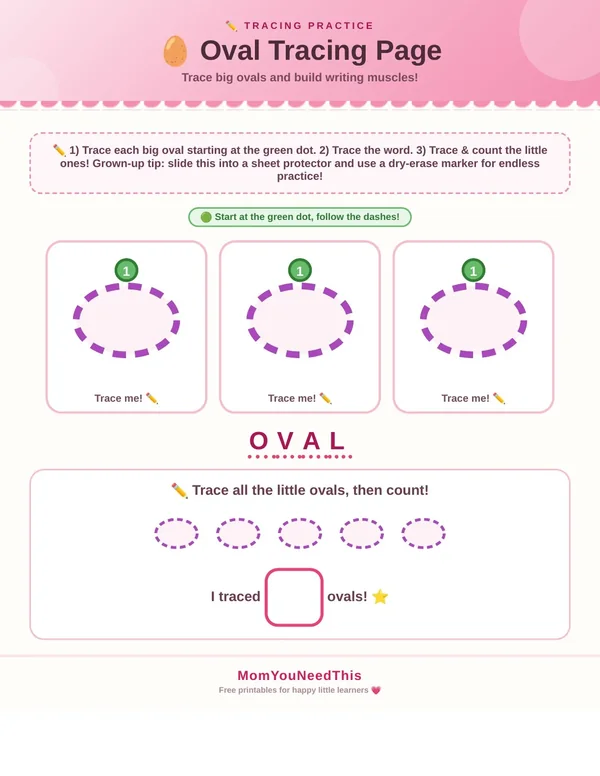 ✏️ TRACING PRACTICE
🥚 Oval Tracing Page
Trace big ovals and build writing muscles!
✏️ 1) Trace each big oval starting at the green dot. 2) Trace the word. 3) Trace & count the little
ones! Grown-up tip: slide this into a sheet protector and use a dry-erase marker for endless
practice!
🟢 Start at the green dot, follow the dashes!
1
1
1
Trace me! ✏️
Trace me! ✏️
Trace me! ✏️
OVAL
✏️ Trace all the little ovals, then count!
I traced ovals! ⭐
MomYouNeedThis
Free printables for happy little learners 💗